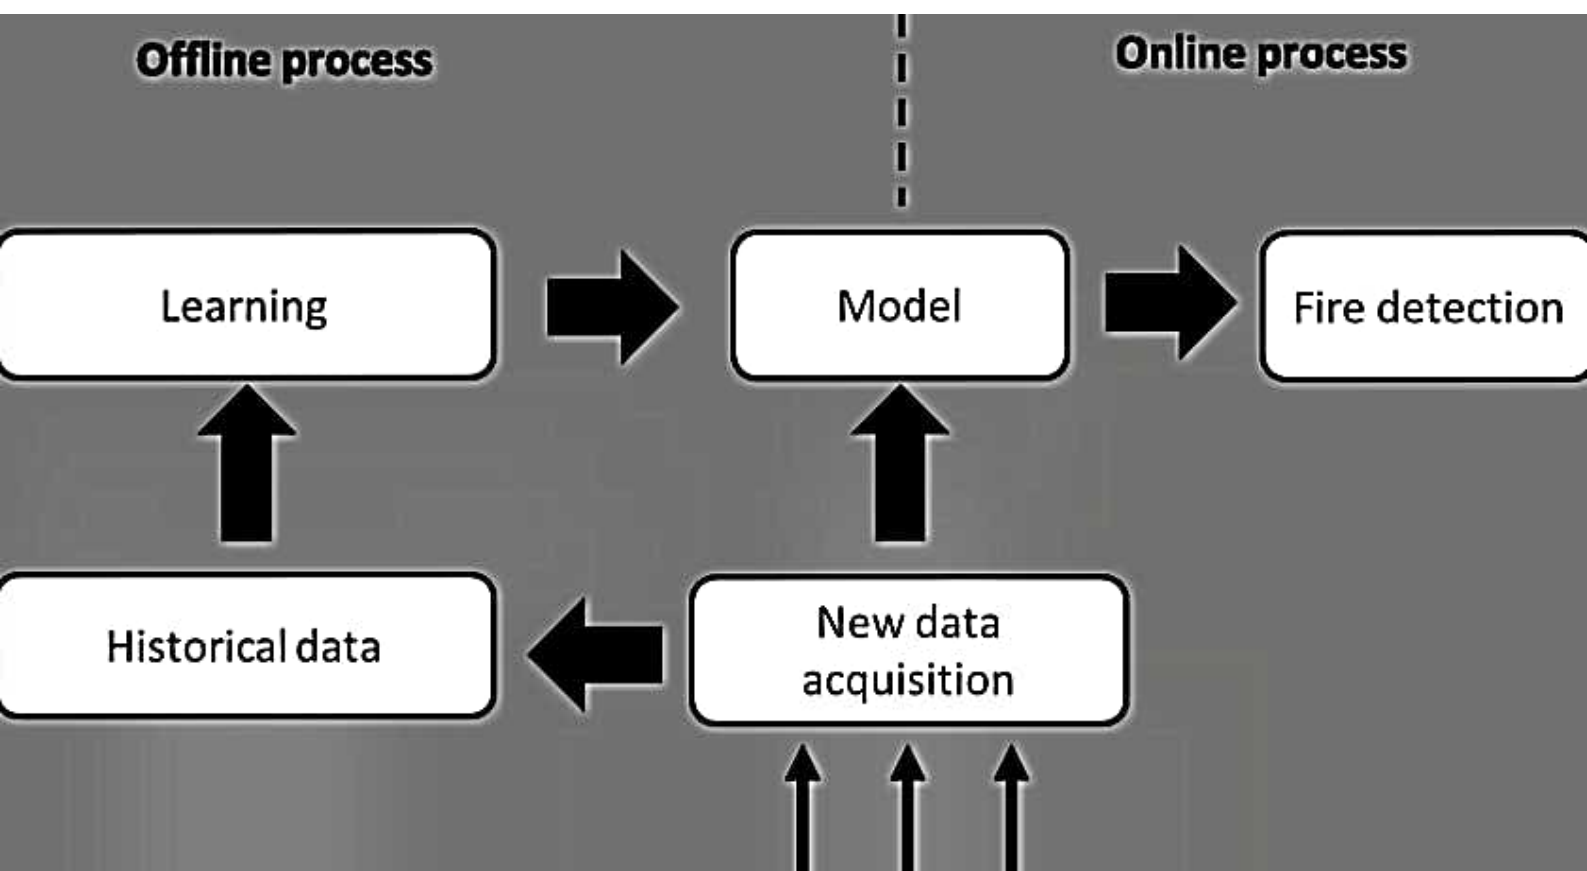 Offline process
Online process
Learning
Model
Fire detection
Historical data
New data
acquisition